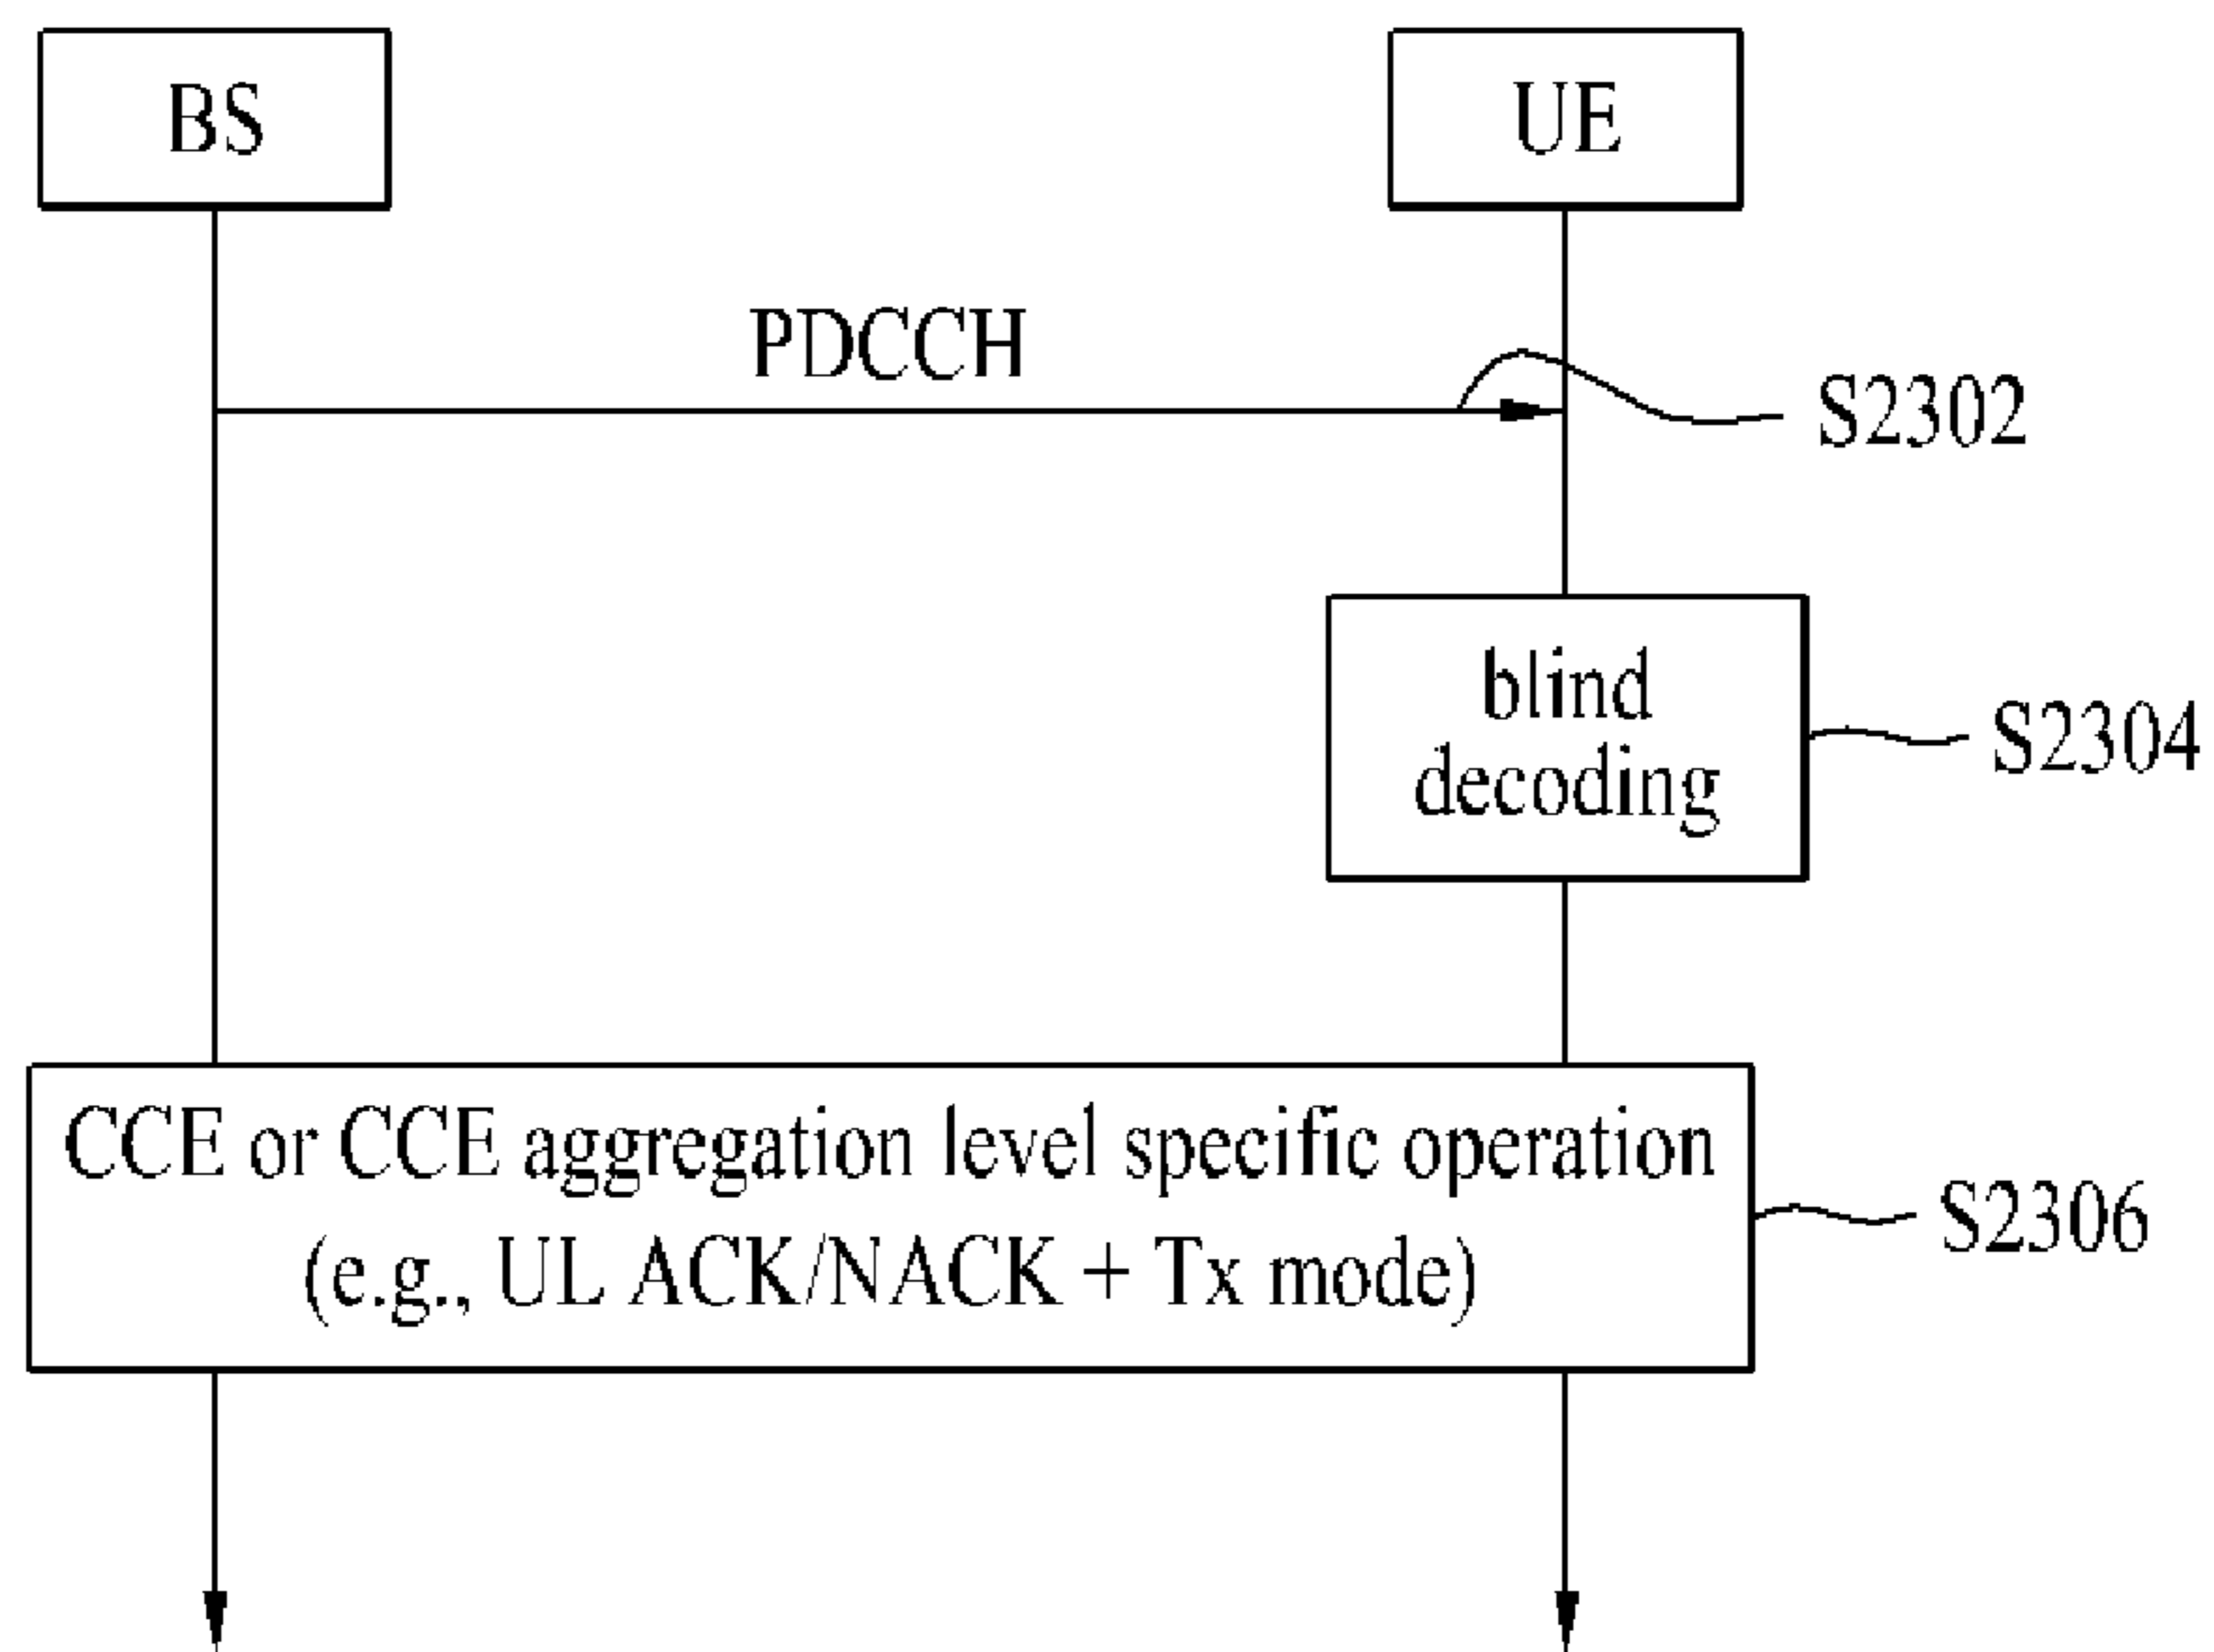 BS
UE
PDCCH
S2302
blind
decoding
S2304
CCE or CCE aggregation level specific operation
(e.g., UL ACK/NACK + Tx mode)
S2306